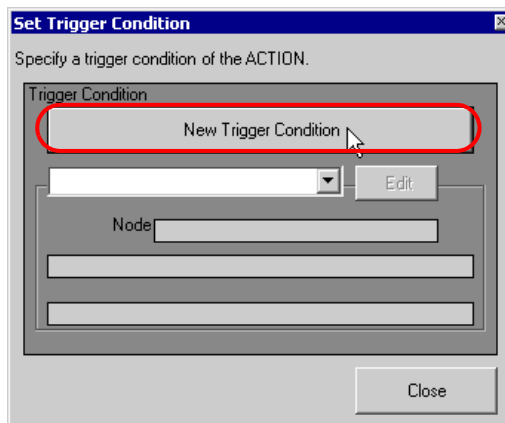 Set Trigger Condition
Specify a trigger condition of the ACTION.
Trigger Condition
New Trigger Condition
Edit
Node
Close